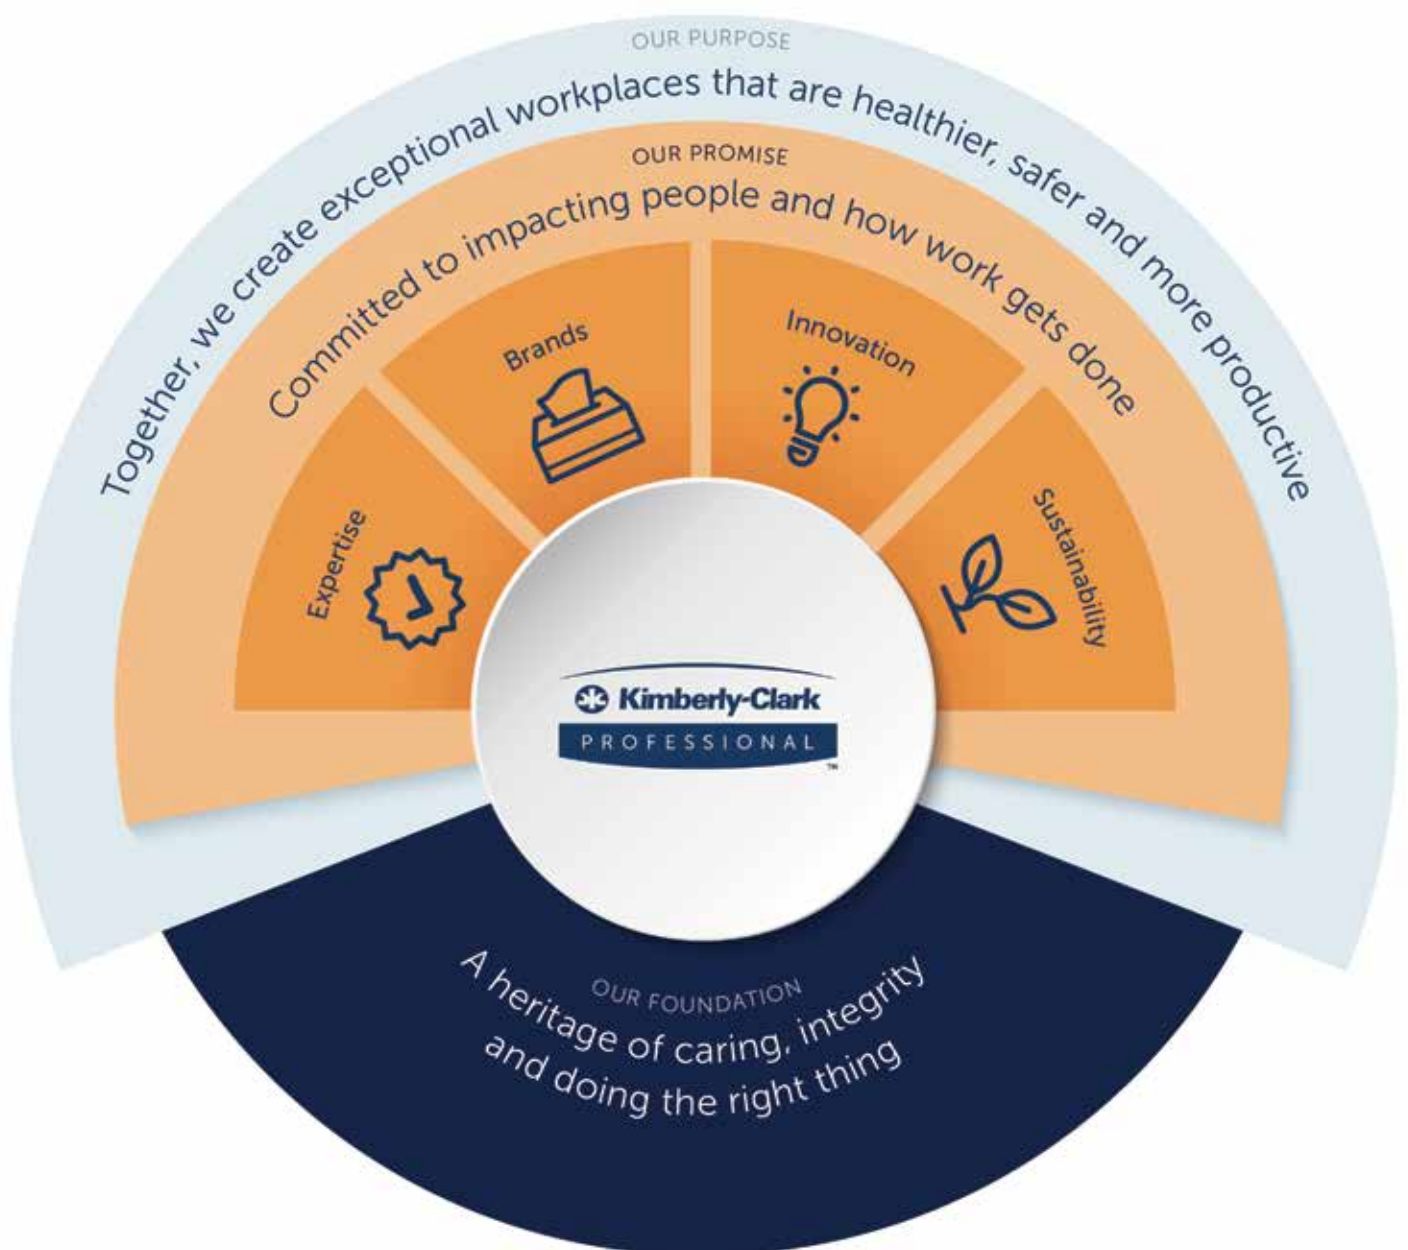 OUR PURPOSE
Together, we create exceptional workplaces that are healthier, safer and more productive
OUR PROMISE
Committed to impacting people and how work gets done
Expertise
Brands
Innovation
Sustainability
Kimberly-Clark
PROFESSIONAL
™
OUR FOUNDATION
A heritage of caring, integrity
and doing the right thing